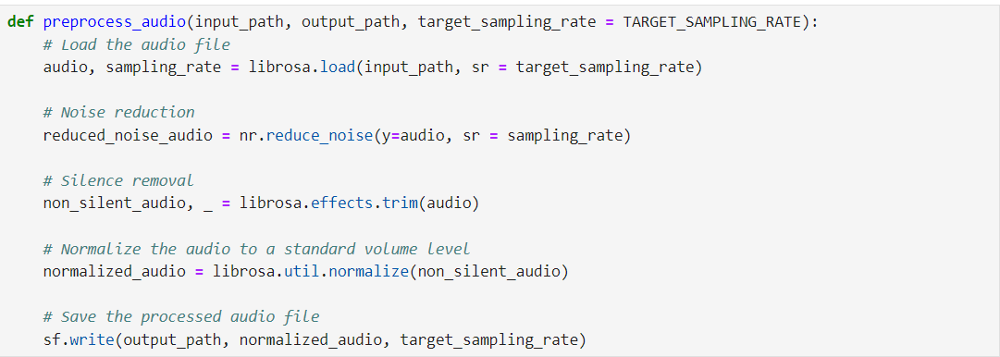 def preprocess_audio(input_path, output_path, target_sampling_rate = TARGET_SAMPLING_RATE):
    # Load the audio file
    audio, sampling_rate = librosa.load(input_path, sr = target_sampling_rate)

    # Noise reduction
    reduced_noise_audio = nr.reduce_noise(y=audio, sr = sampling_rate)

    # Silence removal
    non_silent_audio, _ = librosa.effects.trim(audio)

    # Normalize the audio to a standard volume level
    normalized_audio = librosa.util.normalize(non_silent_audio)

    # Save the processed audio file
    sf.write(output_path, normalized_audio, target_sampling_rate)